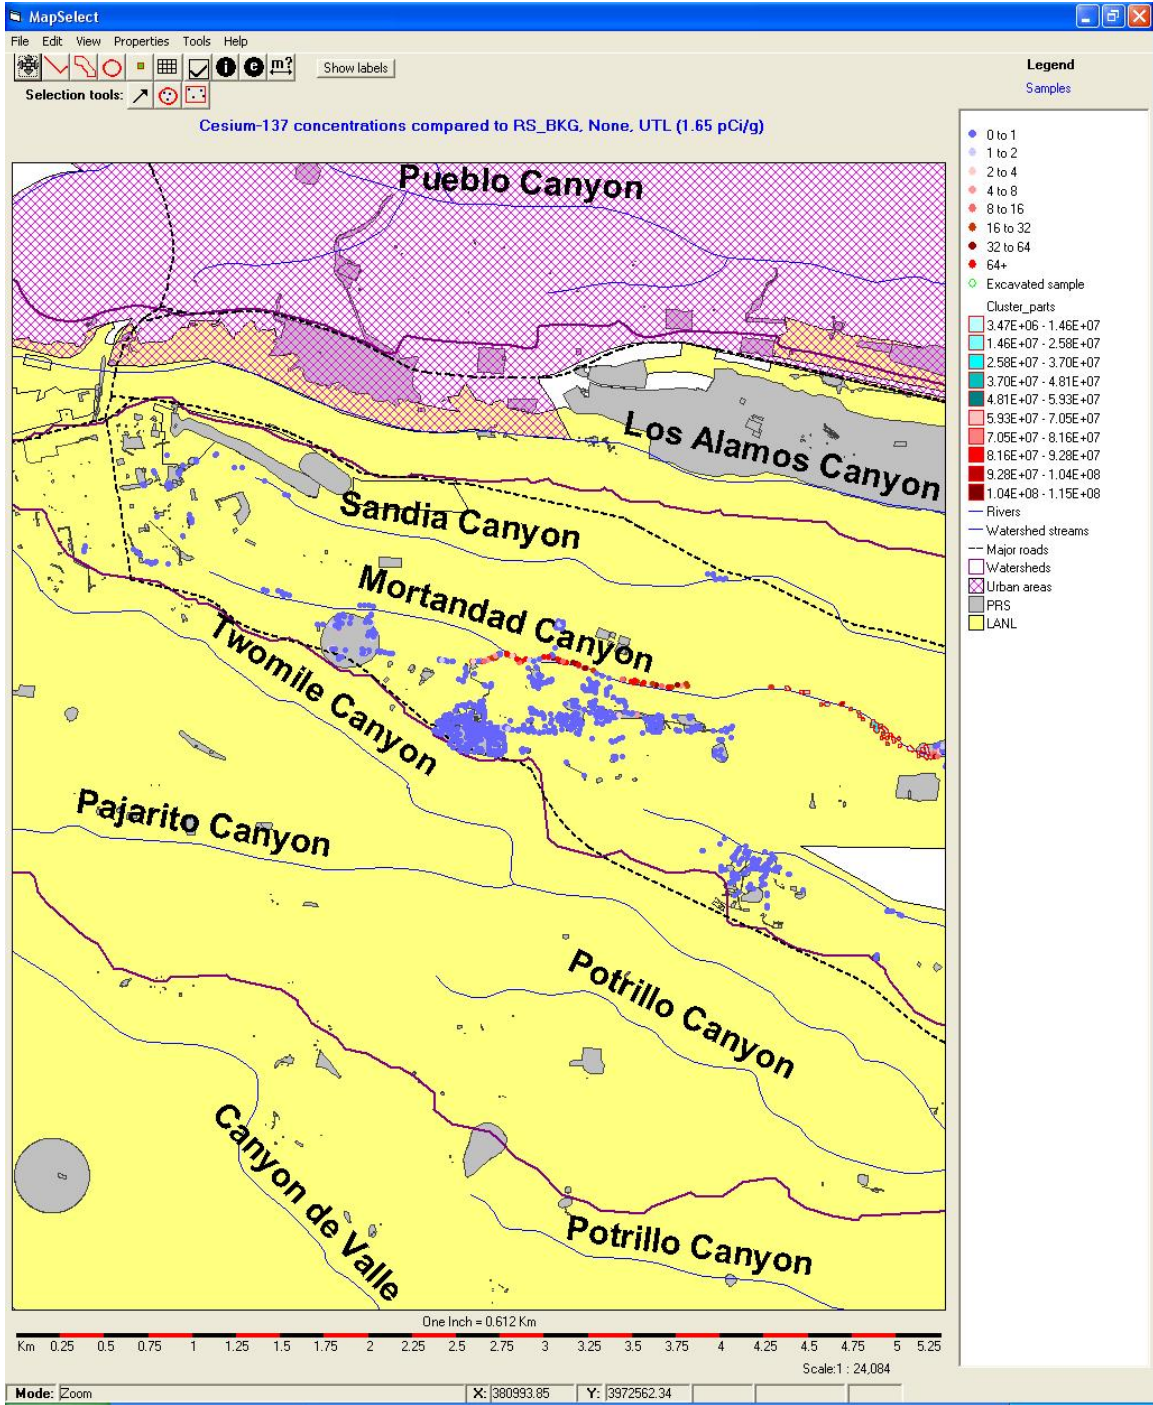 MapSelect
File Edit View Properties Tools Help
m?
Show labels
Selection tools:
Legend
Samples
Cesium-137 concentrations compared to RS_BKG, None, UTL (1.65 pCi/g)
Pueblo Canyon
Los Alamos Canyon
Sandia Canyon
Mortandad Canyon
Twomile Canyon
Pajarito Canyon
Potrillo Canyon
Canyon de Valle
Potrillo Canyon
0 to 1
1 to 2
2 to 4
4 to 8
8 to 16
16 to 32
32 to 64
64+
Excavated sample
Cluster_parts
3.47E+06 - 1.46E+07
1.46E+07 - 2.58E+07
2.58E+07 - 3.70E+07
3.70E+07 - 4.81E+07
4.81E+07 - 5.93E+07
5.93E+07 - 7.05E+07
7.05E+07 - 8.16E+07
8.16E+07 - 9.28E+07
9.28E+07 - 1.04E+08
1.04E+08 - 1.15E+08
Rivers
Watershed streams
Major roads
Watersheds
Urban areas
PRS
LANL
One Inch = 0.612 Km
Km 0.25 0.5 0.75 1 1.25 1.5 1.75 2 2.25 2.5 2.75 3 3.25 3.5 3.75 4 4.25 4.5 4.75 5 5.25
Scale:1 : 24,084
Mode: Zoom X: 380993.85 Y: 3972562.34